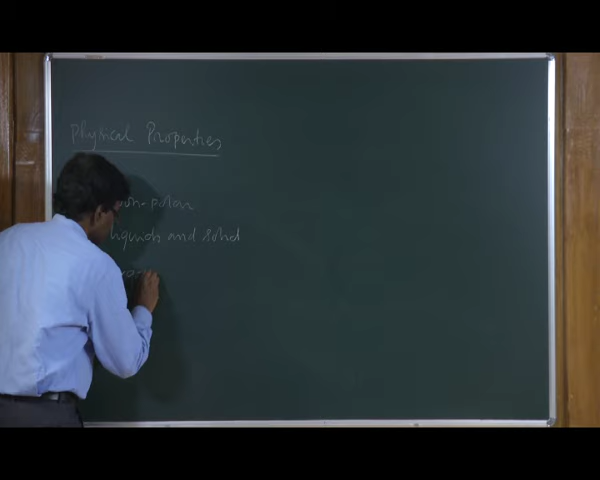 Physical Properties
non-polar
liquids and solid